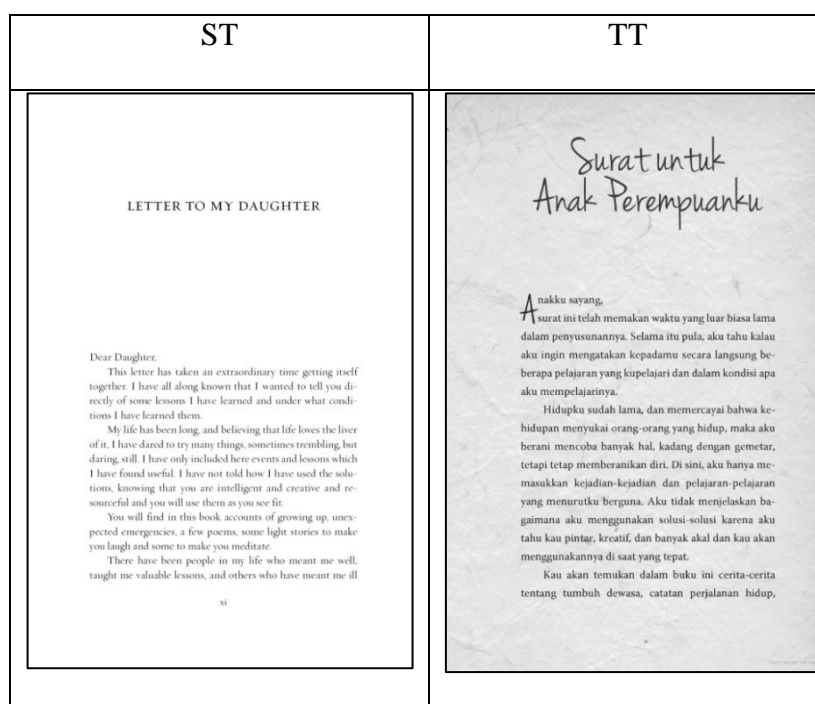 ST
LETTER TO MY DAUGHTER
Dear Daughter,
This letter has taken an extraordinary time getting itself
together. I have all along known that I wanted to tell you di-
rectly of some lessons I have learned and under what condi-
tions I have learned them.
My life has been long, and believing that life loves the liver
of it, I have dared to try many things, sometimes trembling, but
daring, still. I have only included here events and lessons which
I have found useful. I have not told how I have used the solu-
tions, knowing that you are intelligent and creative and re-
sourceful and you will use them as you see fit.
You will find in this book accounts of growing up, unex-
pected emergencies, a few poems, some light stories to make
you laugh and some to make you meditate.
There have been people in my life who meant me well,
taught me valuable lessons, and others who have meant me ill
xi
TT
Surat untuk
Anak Perempuanku
Anakku sayang,
surat ini telah memakan waktu yang luar biasa lama
dalam penyusunannya. Selama itu pula, aku tahu kalau
aku ingin mengatakan kepadamu secara langsung be-
berapa pelajaran yang kupelajari dan dalam kondisi apa
aku mempelajarinya.
Hidupku sudah lama, dan memercayai bahwa ke-
hidupan menyukai orang-orang yang hidup, maka aku
berani mencoba banyak hal, kadang dengan gemetar,
tetapi tetap memberanikan diri. Di sini, aku hanya me-
masukkan kejadian-kejadian dan pelajaran-pelajaran
yang menurutku berguna. Aku tidak menjelaskan ba-
gaimana aku menggunakan solusi-solusi karena aku
tahu kau pintar, kreatif, dan banyak akal dan kau akan
menggunakannya di saat yang tepat.
Kau akan temukan dalam buku ini cerita-cerita
tentang tumbuh dewasa, catatan perjalanan hidup,